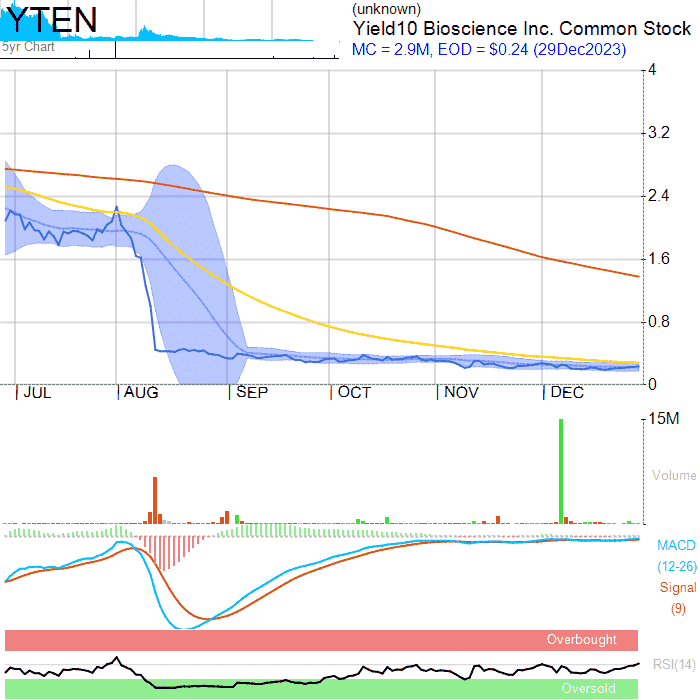 YTEN
5yr Chart
(unknown)
Yield10 Bioscience Inc. Common Stock
MC = 2.9M, EOD = $0.24 (29Dec2023)
4
3.2
2.4
1.6
0.8
0
JUL AUG SEP OCT NOV DEC
15M
Volume
MACD
(12-26)
Signal
(9)
Overbought
RSI(14)
Oversold